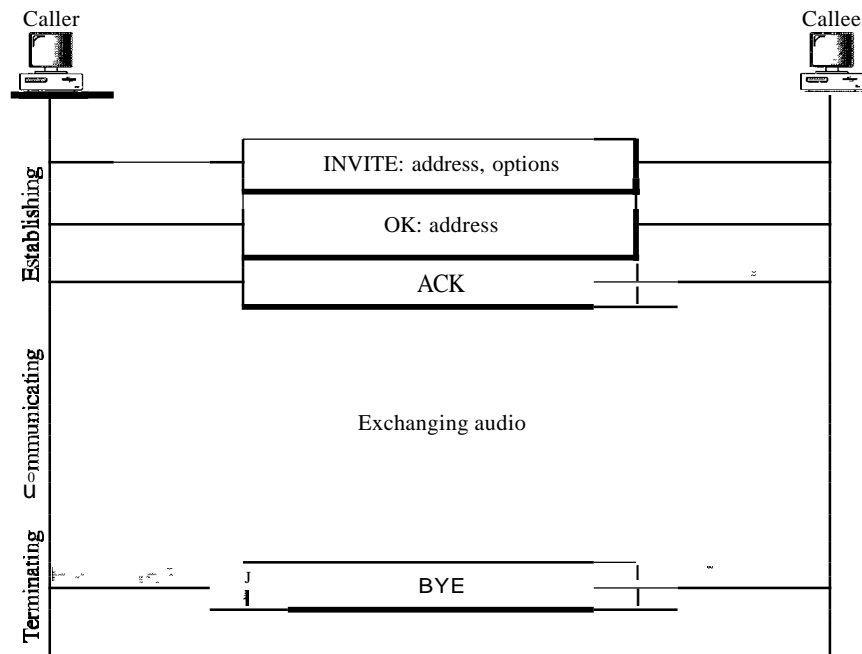 Caller
Callee
INVITE: address, options
OK: address
Establishing
ACK
Communicating
Exchanging audio
Terminating
BYE